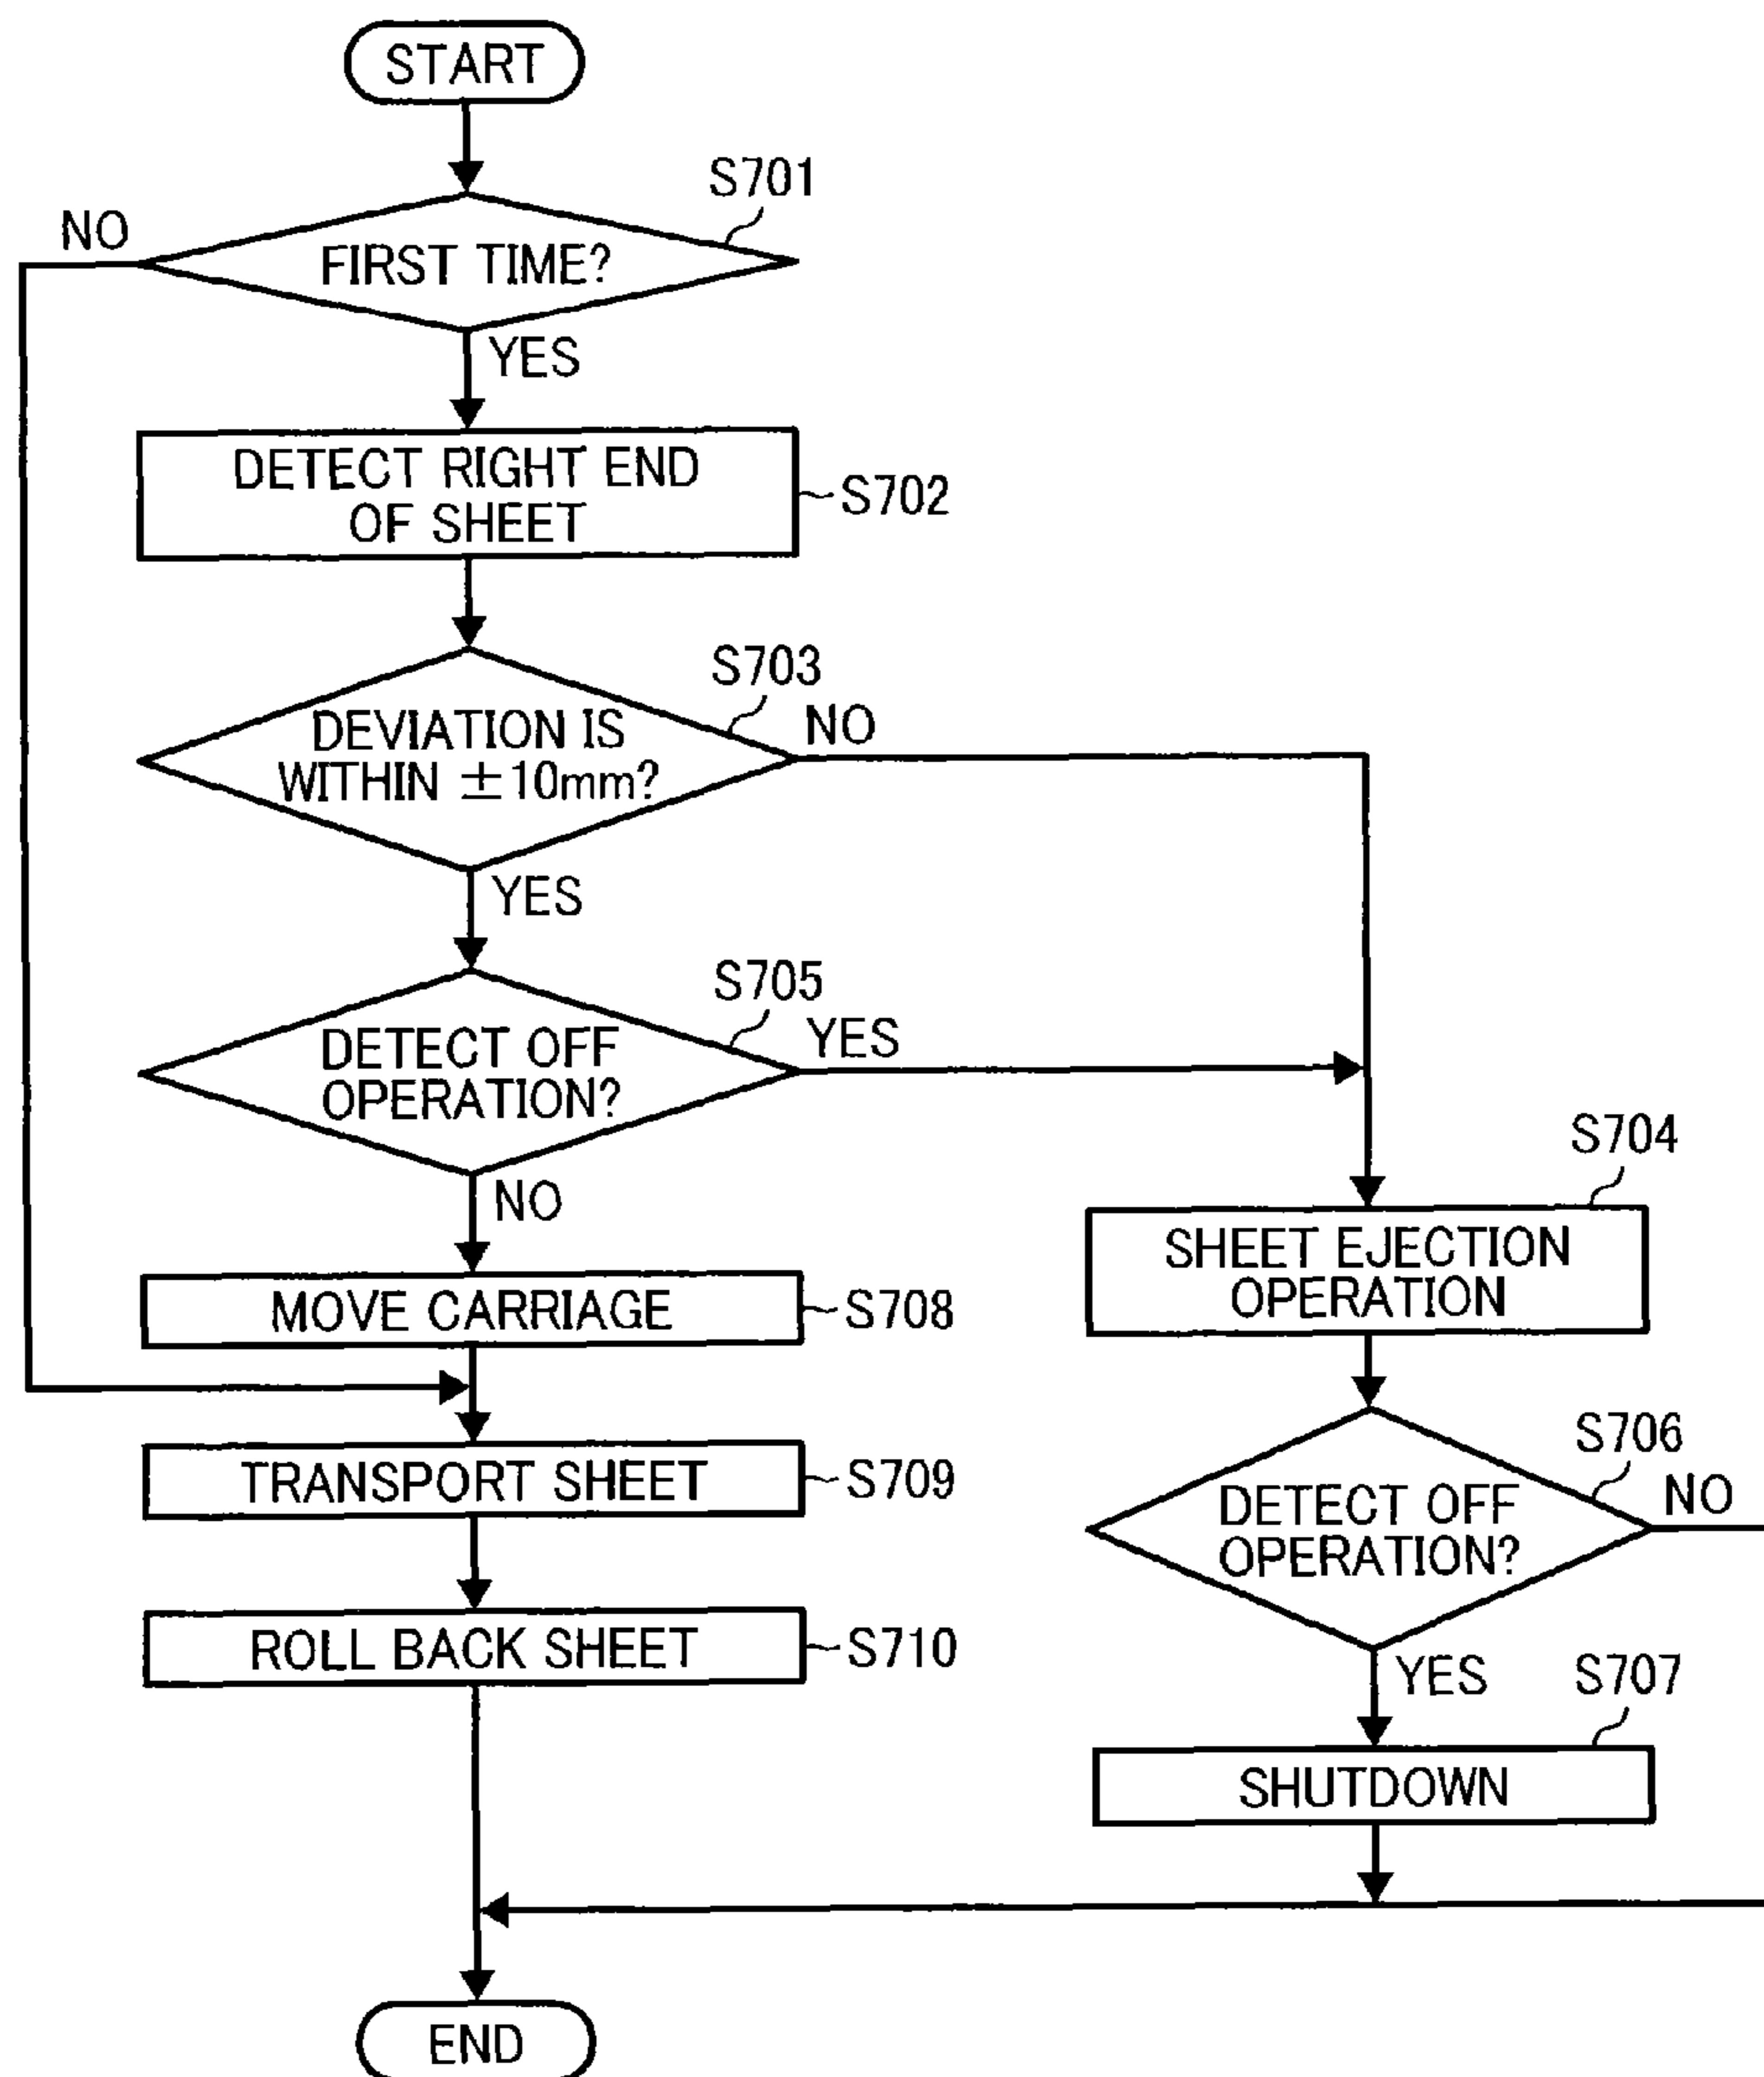 START
S701
NO
FIRST TIME?
YES
DETECT RIGHT END
OF SHEET
S702
S703
DEVIATION IS
WITHIN ±10mm?
NO
YES
S705
DETECT OFF
OPERATION?
YES
NO
S704
SHEET EJECTION
OPERATION
MOVE CARRIAGE
S708
TRANSPORT SHEET
S709
S706
DETECT OFF
OPERATION?
NO
ROLL BACK SHEET
S710
YES
S707
SHUTDOWN
END